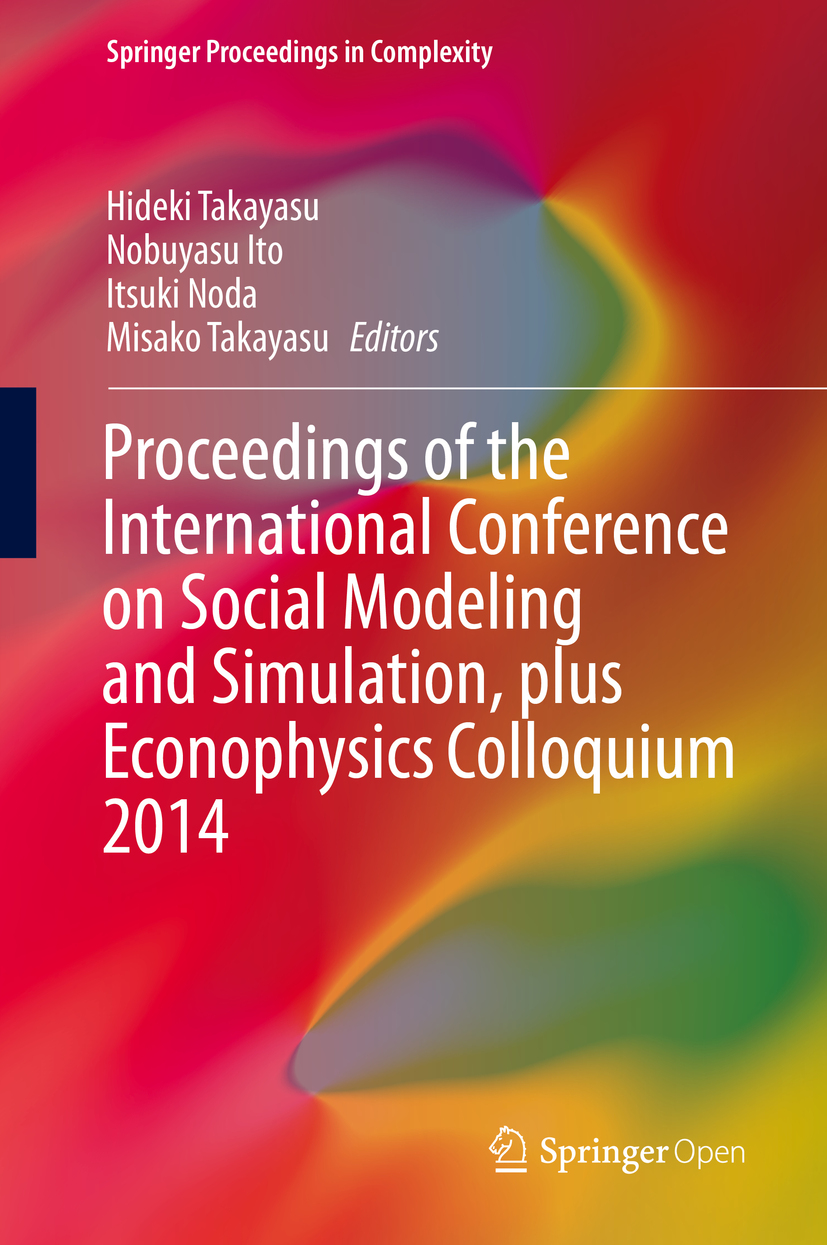 Springer Proceedings in Complexity
Hideki Takayasu
Nobuyasu Ito
Itsuki Noda
Misako Takayasu Editors
Proceedings of the
International Conference
on Social Modeling
and Simulation, plus
Econophysics Colloquium
2014
Springer Open